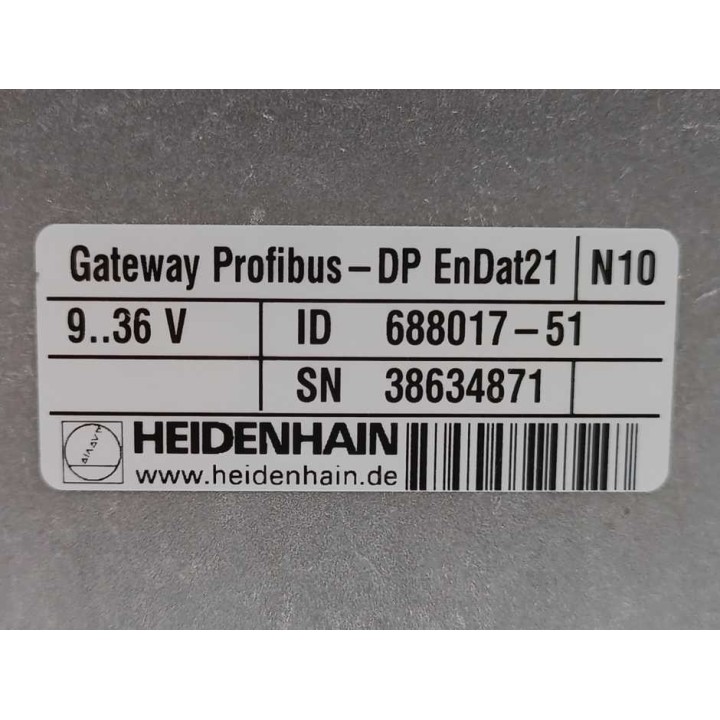 Gateway Profibus-DP EnDat21 N10
9..36 V ID 688017-51
SN 38634871
HEIDENHAIN
www.heidenhain.de